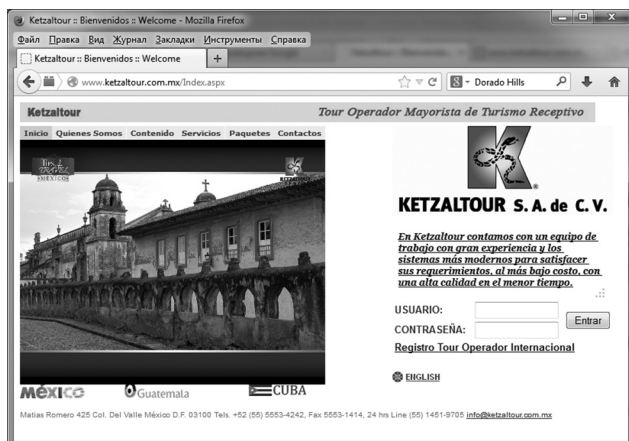 Ketzaltour :: Bienvenidos :: Welcome - Mozilla Firefox
Файл Правка Вид Журнал Закладки Инструменты Справка
Ketzaltour :: Bienvenidos :: Welcome +
www.ketzaltour.com.mx/Index.aspx 8 Dorado Hills
Ketzaltour Tour Operador Mayorista de Turismo Receptivo
Inicio Quienes Somos Contenido Servicios Paquetes Contactos
TRAVEL
KETZALTOUR
K
KETZALTOUR S. A. de C. V.
En Ketzaltour contamos con un equipo de
trabajo con gran experiencia y los
sistemas más modernos para satisfacer
sus requerimientos, al más bajo costo, con
una alta calidad en el menor tiempo.
USUARIO:
CONTRASEÑA:
Entrar
Registro Tour Operador Internacional
ENGLISH
MéxICO Guatemala CUBA
Matias Romero 425 Col. Del Valle México D.F. 03100 Tels. +52 (55) 5553-4242, Fax 5553-1414, 24 hrs Line (55) 1451-9705 info@ketzaltour.com.mx